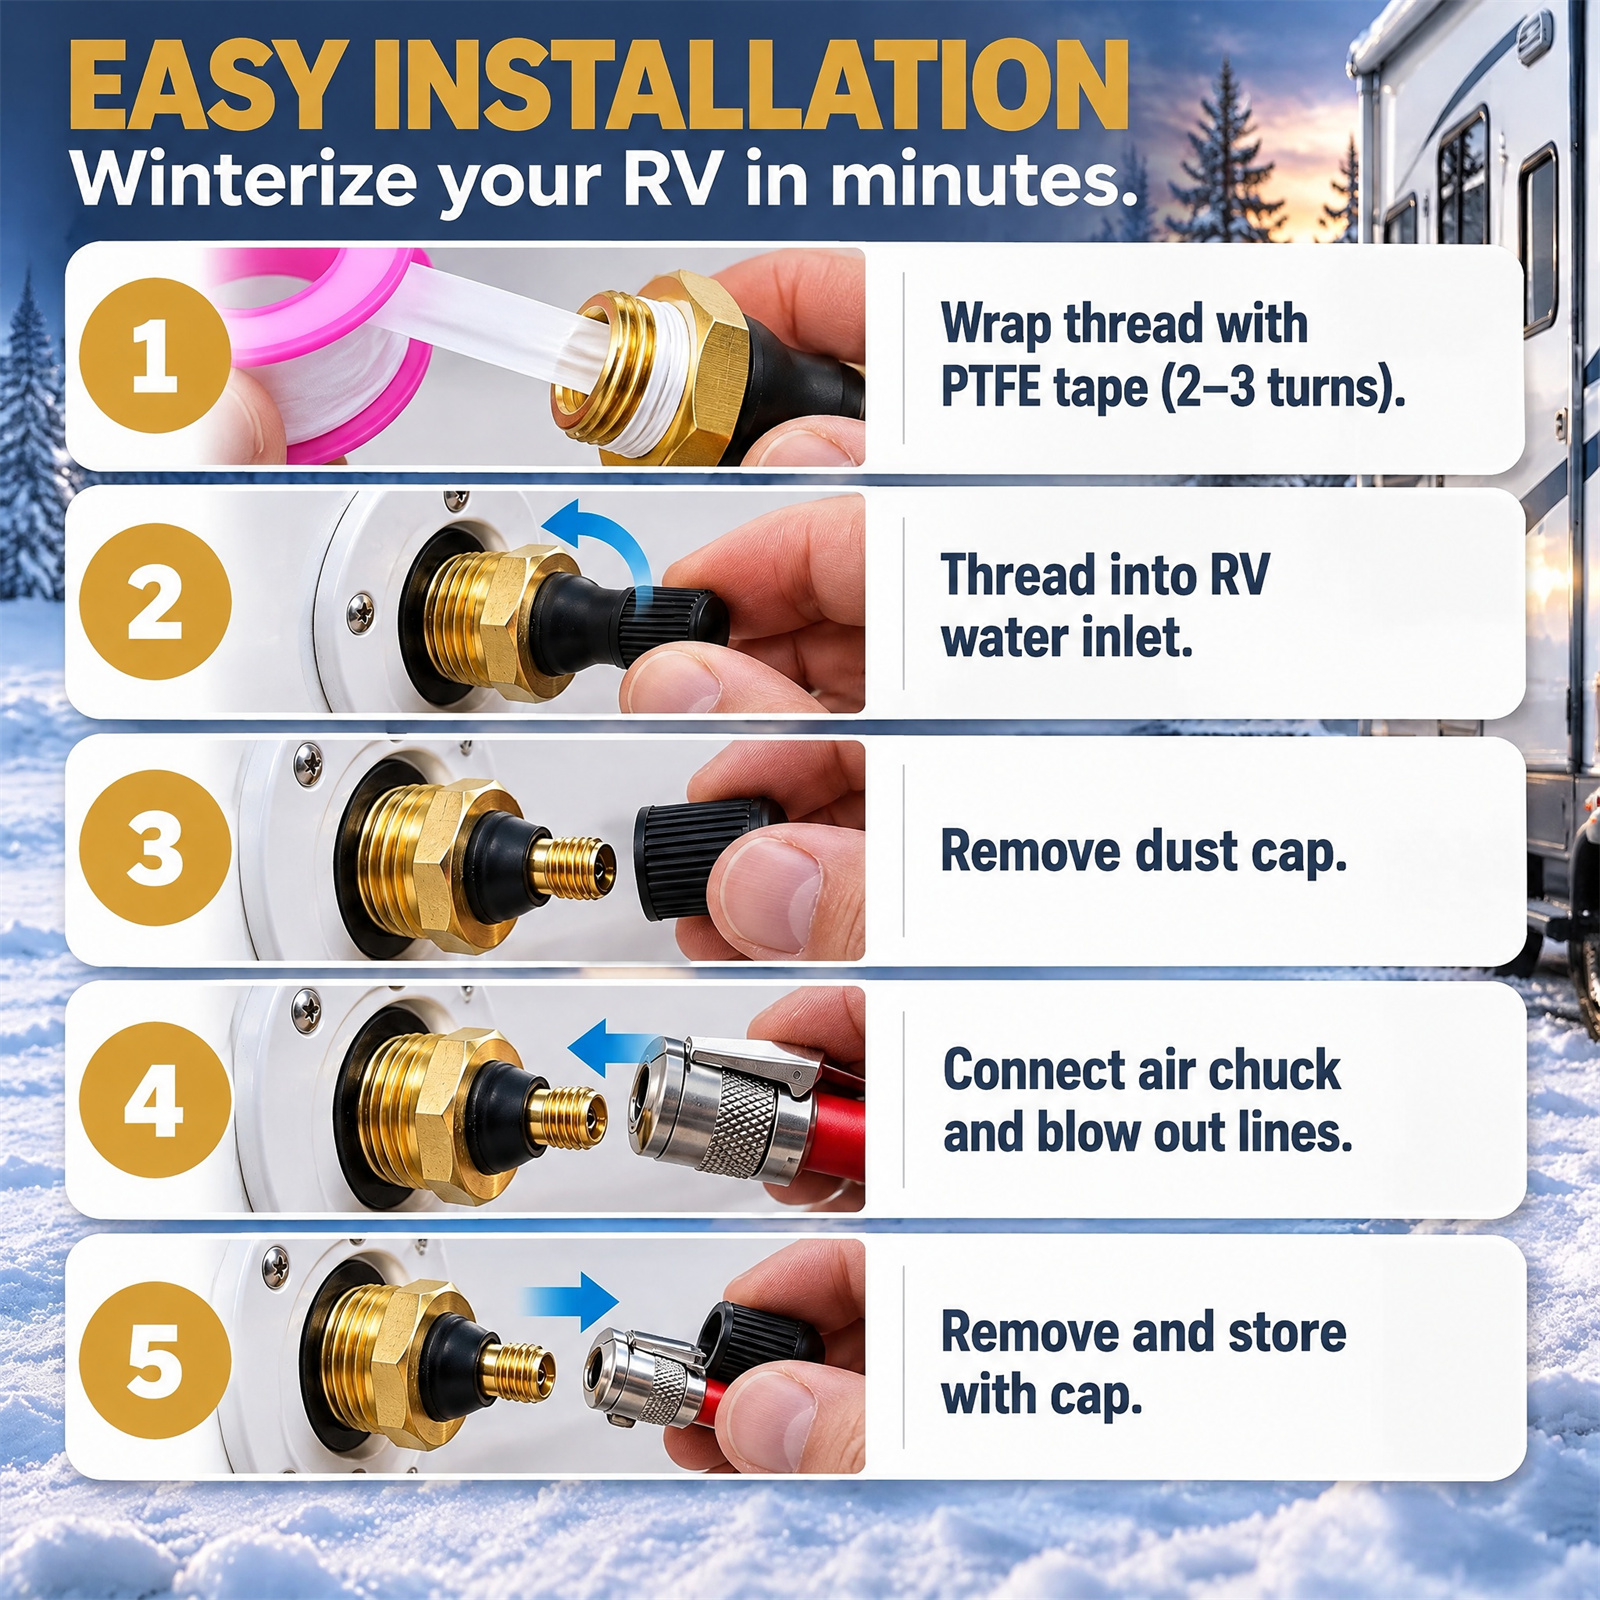 EASY INSTALLATION
Winterize your RV in minutes.
1
Wrap thread with
PTFE tape (2–3 turns).
2
Thread into RV
water inlet.
3
Remove dust cap.
4
Connect air chuck
and blow out lines.
5
Remove and store
with cap.